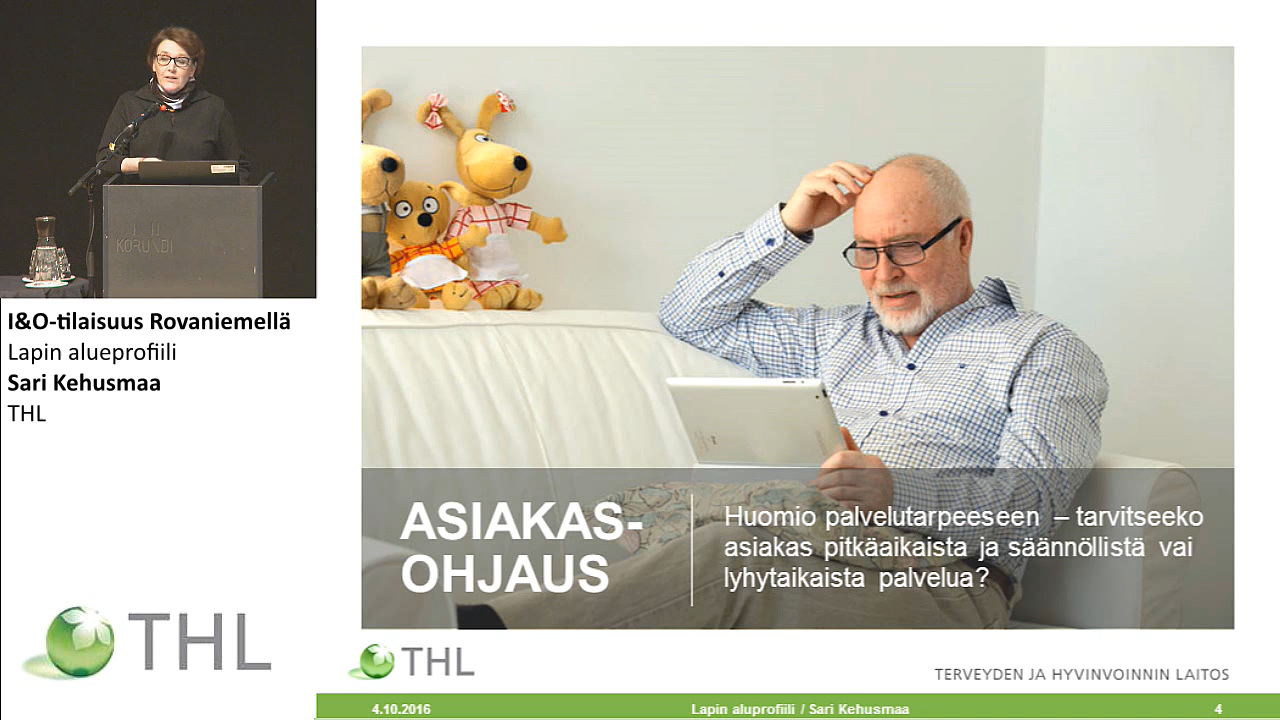 KORUNDI
I&O-tilaisuus Rovaniemellä
Lapin alueprofiili
Sari Kehusmaa
THL
THL
ASIAKAS-
OHJAUS
Huomio palvelutarpeeseen – tarvitseeko
asiakas pitkäaikaista ja säännöllistä vai
lyhytaikaista palvelua?
THL
TERVEYDEN JA HYVINVOINNIN LAITOS
4.10.2016
Lapin aluprofiili / Sari Kehusmaa
4